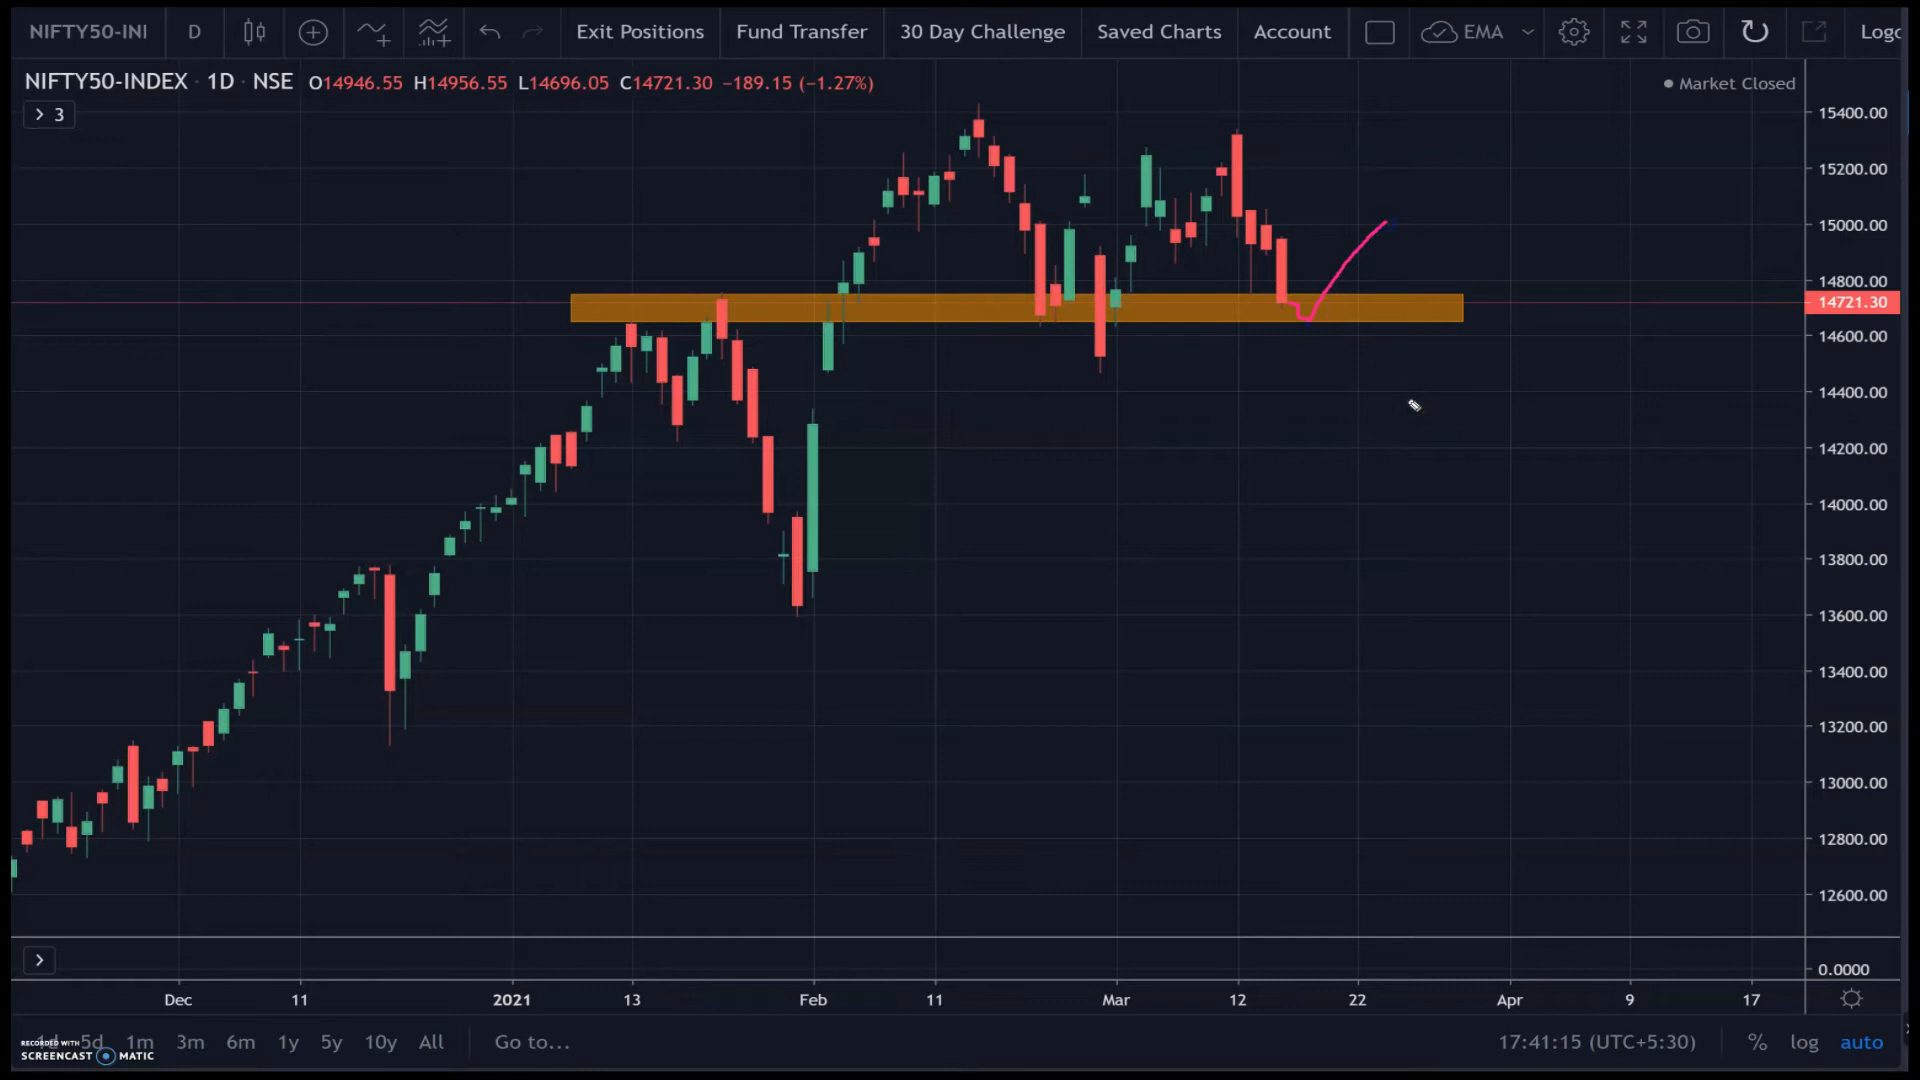 NIFTY50-INI D Exit Positions Fund Transfer 30 Day Challenge Saved Charts Account EMA Logo
NIFTY50-INDEX · 1D · NSE O14946.55 H14956.55 L14696.05 C14721.30 −189.15 (−1.27%)
Market Closed
3
15400.00
15200.00
15000.00
14800.00
14721.30
14600.00
14400.00
14200.00
14000.00
13800.00
13600.00
13400.00
13200.00
13000.00
12800.00
12600.00
0.0000
Dec 11 2021 13 Feb 11 Mar 12 22 Apr 9 17
1d 5d 1m 3m 6m 1y 5y 10y All Go to... 17:41:15 (UTC+5:30) % log auto
RECORDED WITH
SCREENCAST MATIC